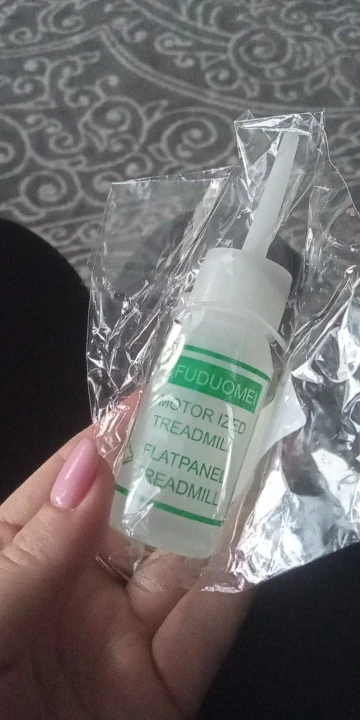 FUDUOMEI
MOTOR IZED
TREADMILL
FLATPANEL
TREADMILL